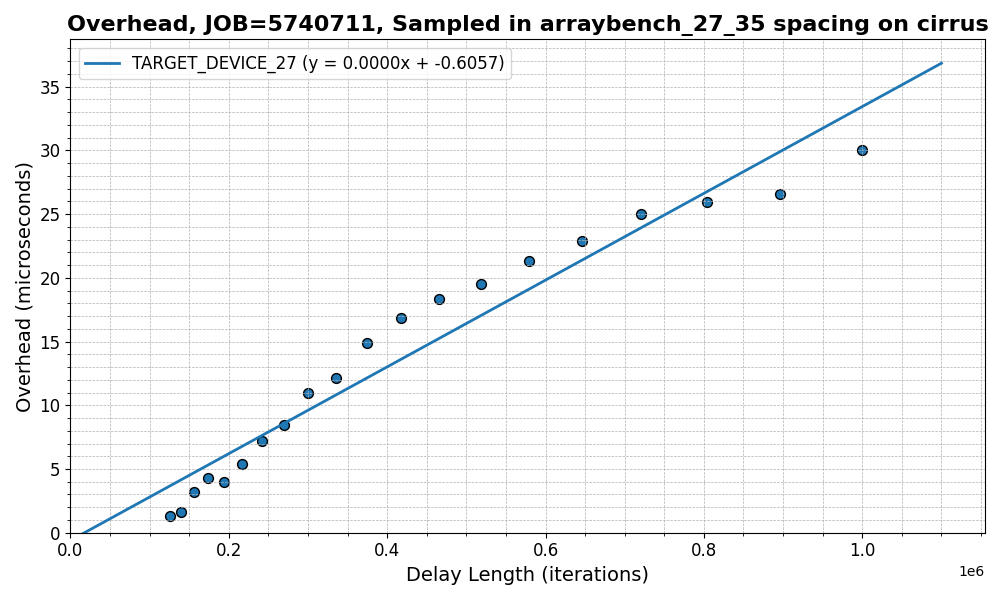 Overhead, JOB=5740711, Sampled in arraybench_27_35 spacing on cirrus
TARGET_DEVICE_27 (y = 0.0000x + -0.6057)
Overhead (microseconds)
35
30
25
20
15
10
5
0
0.0 0.2 0.4 0.6 0.8 1.0
1e6
Delay Length (iterations)